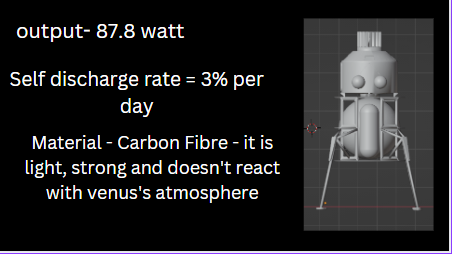 output- 87.8 watt
Self discharge rate = 3% per
day
Material - Carbon Fibre - it is
light, strong and doesn't react
with venus's atmosphere